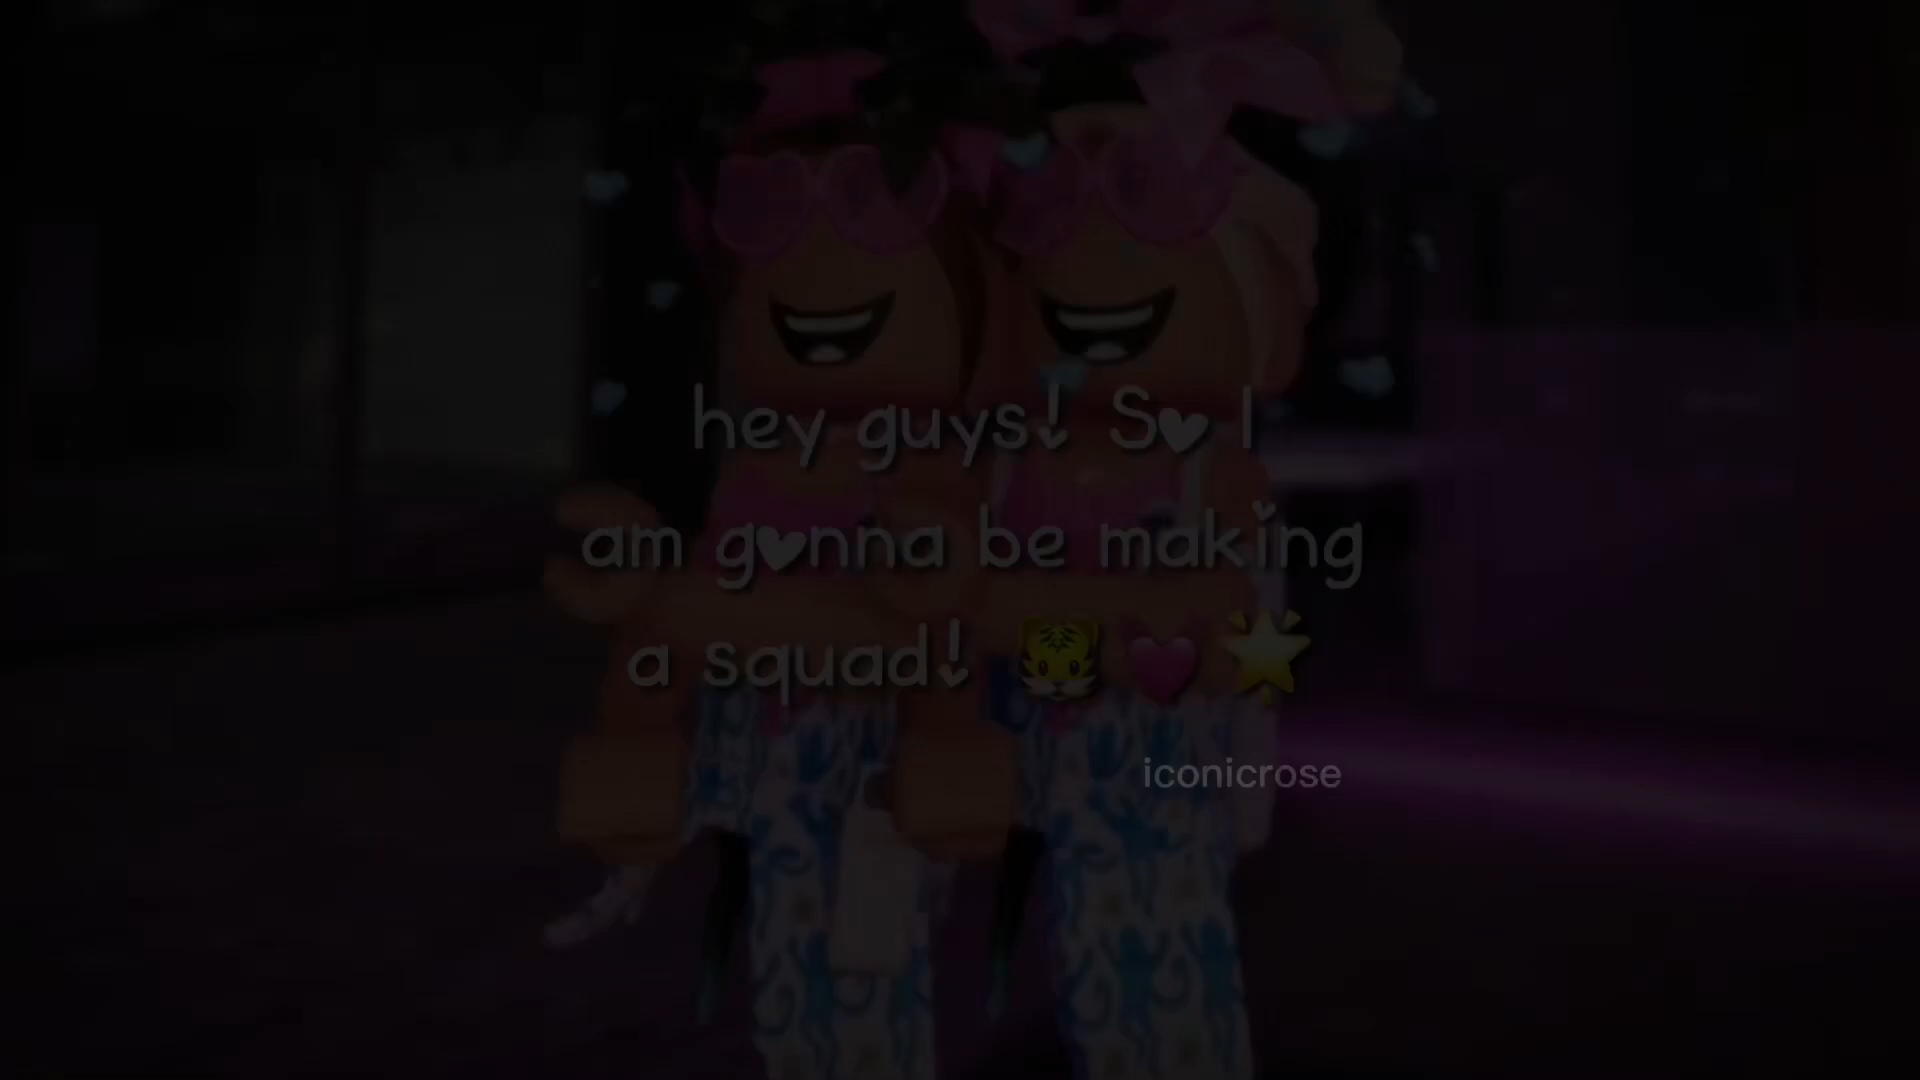 hey guys! So I
am gonna be making
a squad! 🐯 💗 🌟
iconicrose